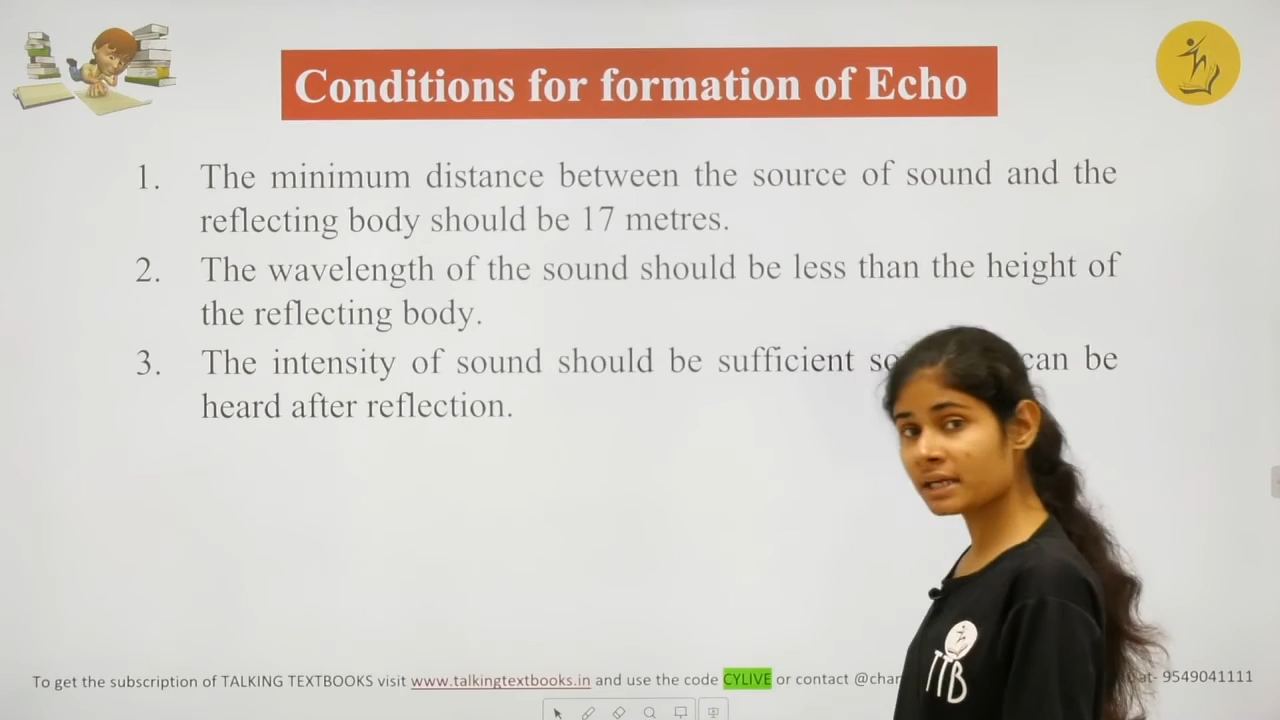 Conditions for formation of Echo
1. The minimum distance between the source of sound and the
reflecting body should be 17 metres.
2. The wavelength of the sound should be less than the height of
the reflecting body.
3. The intensity of sound should be sufficient can be
heard after reflection.
To get the subscription of TALKING TEXTBOOKS visit www.talkingtextbooks.in and use the code CYLIVE or contact - 9549041111
TTB